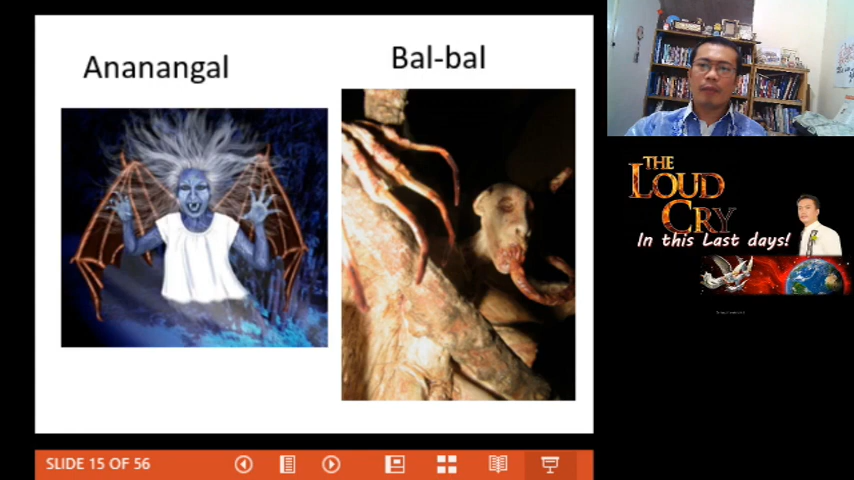 Ananangal
Bal-bal
THE
LOUD
CRY
In this Last days!
SLIDE 15 OF 56